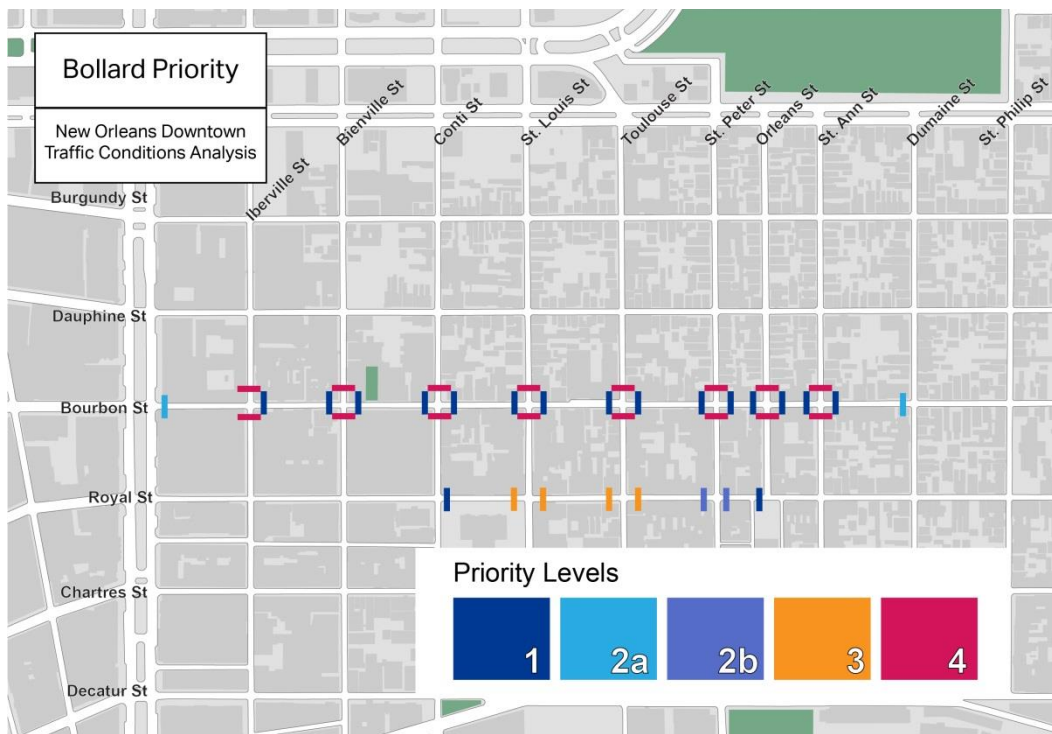 Bollard Priority
New Orleans Downtown
Traffic Conditions Analysis
Iberville St
Bienville St
Conti St
St. Louis St
Toulouse St
St. Peter St
Orleans St
St. Ann St
Dumaine St
St. Philip St
Burgundy St
Dauphine St
Bourbon St
Royal St
Chartres St
Decatur St
Priority Levels
1
2a
2b
3
4